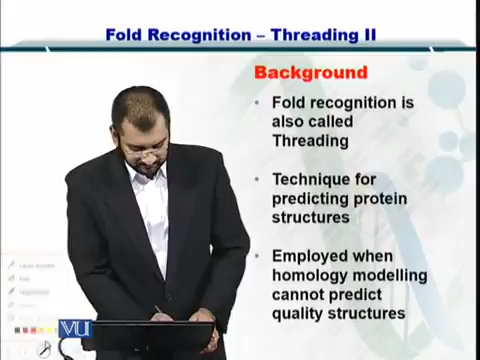 Fold Recognition – Threading II
Background
• Fold recognition is
also called
Threading
• Technique for
predicting protein
structures
• Employed when
homology modelling
cannot predict
quality structures
VU